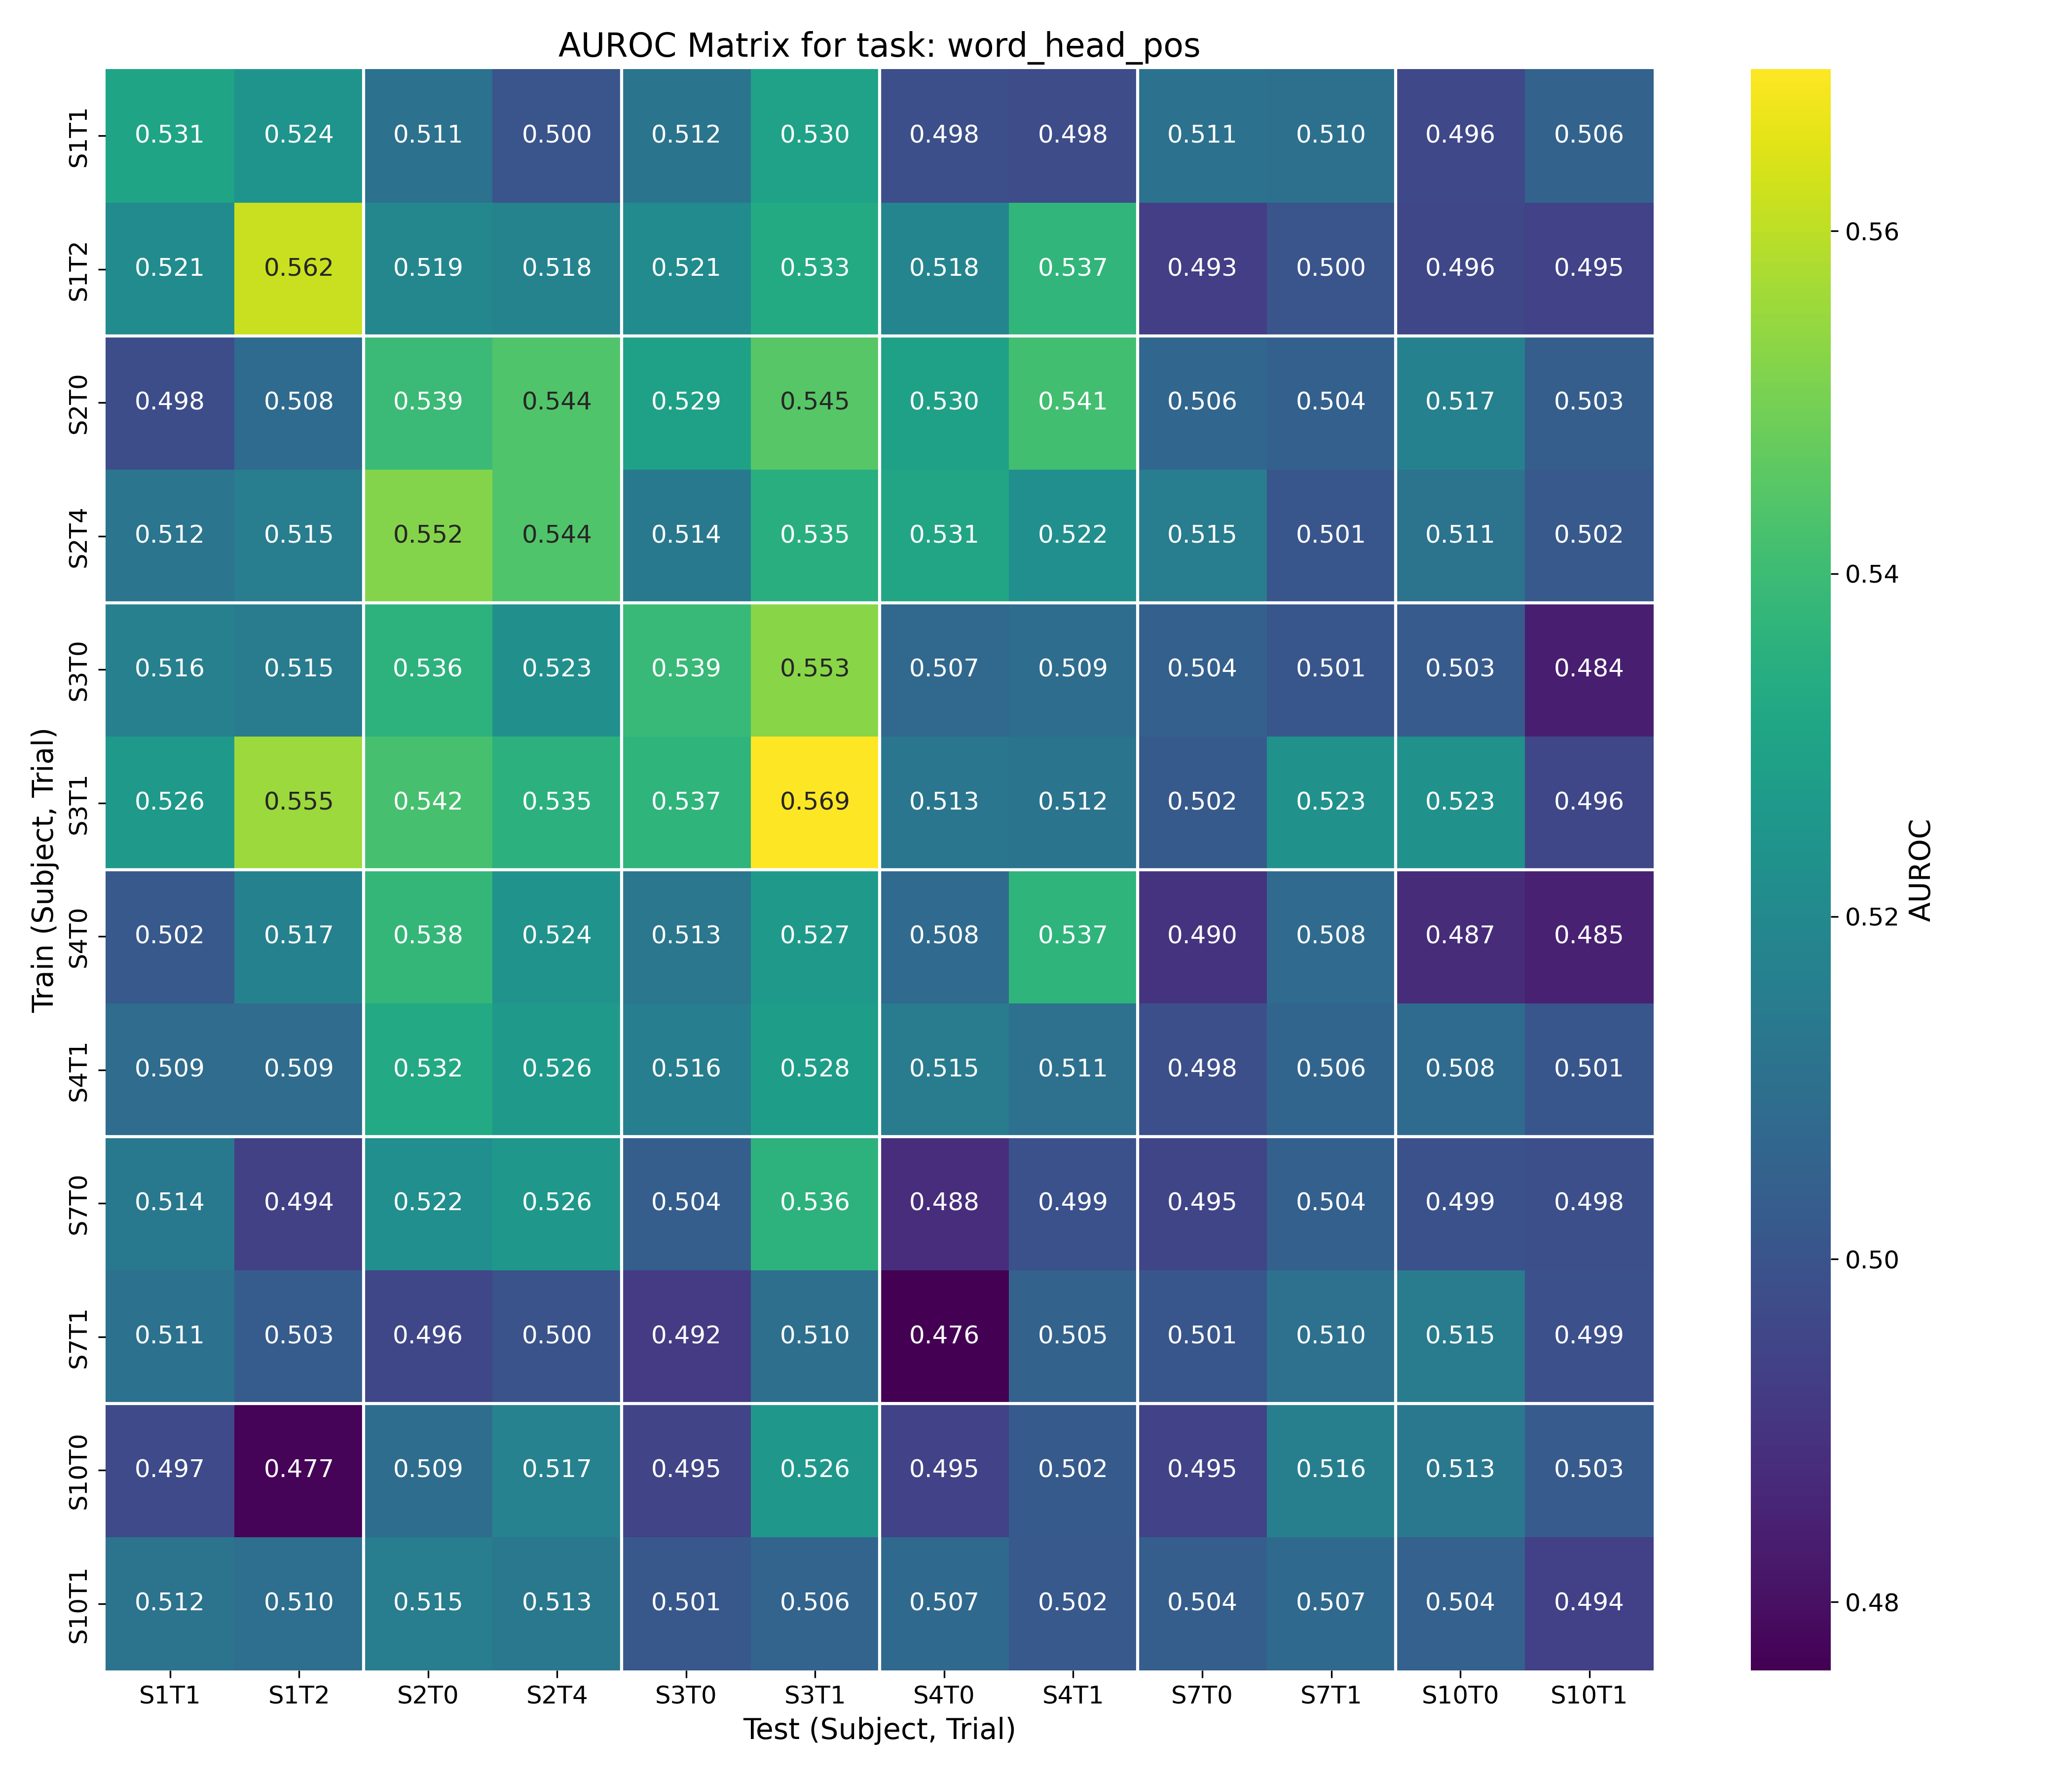 AUROC Matrix for task: word_head_pos
S1T1 0.531 0.524 0.511 0.500 0.512 0.530 0.498 0.498 0.511 0.510 0.496 0.506
S1T2 0.521 0.562 0.519 0.518 0.521 0.533 0.518 0.537 0.493 0.500 0.496 0.495
S2T0 0.498 0.508 0.539 0.544 0.529 0.545 0.530 0.541 0.506 0.504 0.517 0.503
S2T4 0.512 0.515 0.552 0.544 0.514 0.535 0.531 0.522 0.515 0.501 0.511 0.502
S3T0 0.516 0.515 0.536 0.523 0.539 0.553 0.507 0.509 0.504 0.501 0.503 0.484
S3T1 0.526 0.555 0.542 0.535 0.537 0.569 0.513 0.512 0.502 0.523 0.523 0.496
S4T0 0.502 0.517 0.538 0.524 0.513 0.527 0.508 0.537 0.490 0.508 0.487 0.485
S4T1 0.509 0.509 0.532 0.526 0.516 0.528 0.515 0.511 0.498 0.506 0.508 0.501
S7T0 0.514 0.494 0.522 0.526 0.504 0.536 0.488 0.499 0.495 0.504 0.499 0.498
S7T1 0.511 0.503 0.496 0.500 0.492 0.510 0.476 0.505 0.501 0.510 0.515 0.499
S10T0 0.497 0.477 0.509 0.517 0.495 0.526 0.495 0.502 0.495 0.516 0.513 0.503
S10T1 0.512 0.510 0.515 0.513 0.501 0.506 0.507 0.502 0.504 0.507 0.504 0.494
S1T1 S1T2 S2T0 S2T4 S3T0 S3T1 S4T0 S4T1 S7T0 S7T1 S10T0 S10T1
Test (Subject, Trial)
Train (Subject, Trial)
0.56
0.54
0.52
0.50
0.48
AUROC